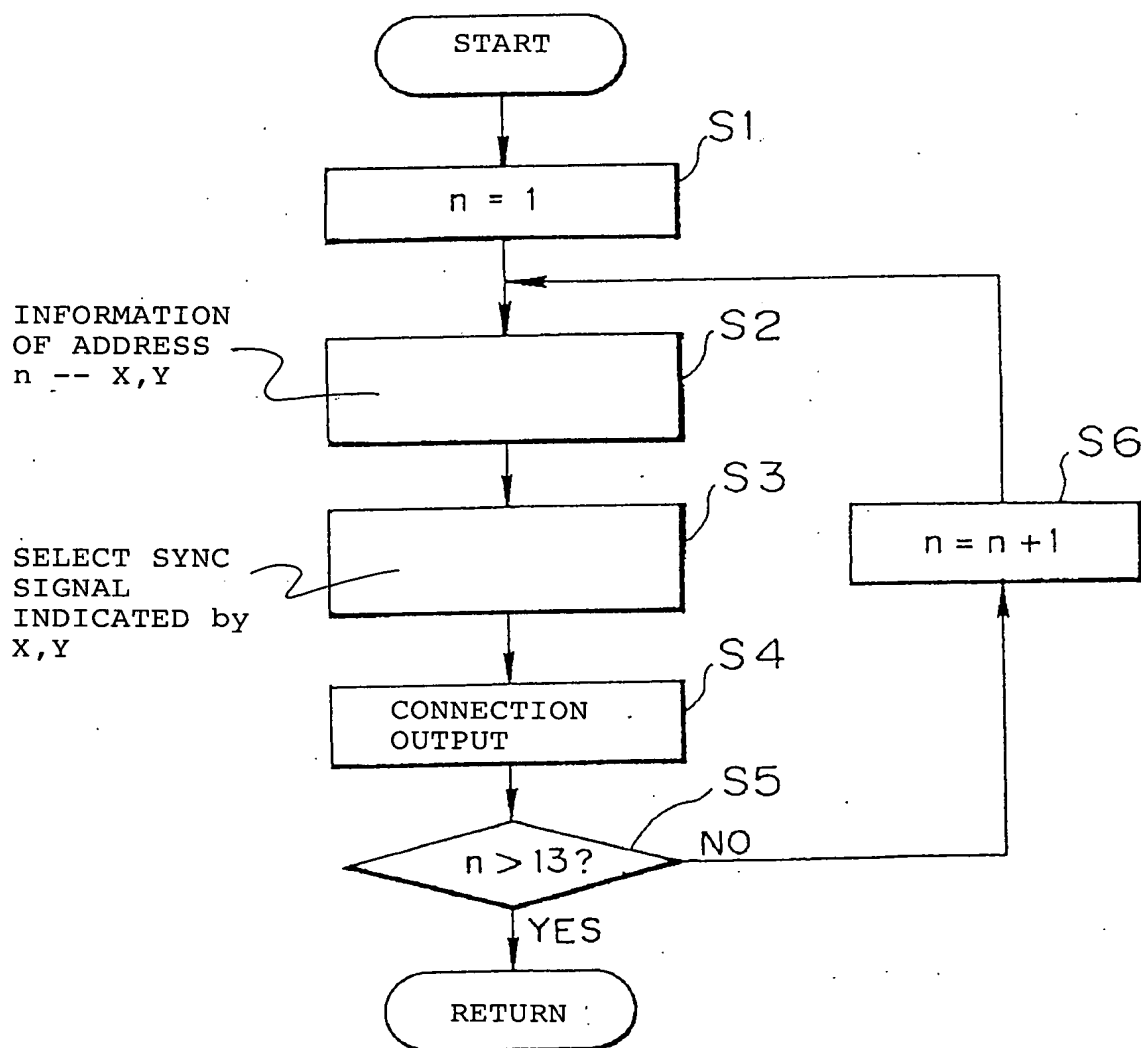 START
S1
n = 1
INFORMATION
OF ADDRESS
n -- X,Y
S2
S3
S6
n = n + 1
SELECT SYNC
SIGNAL
INDICATED by
X,Y
S4
CONNECTION
OUTPUT
S5
n > 13?
NO
YES
RETURN